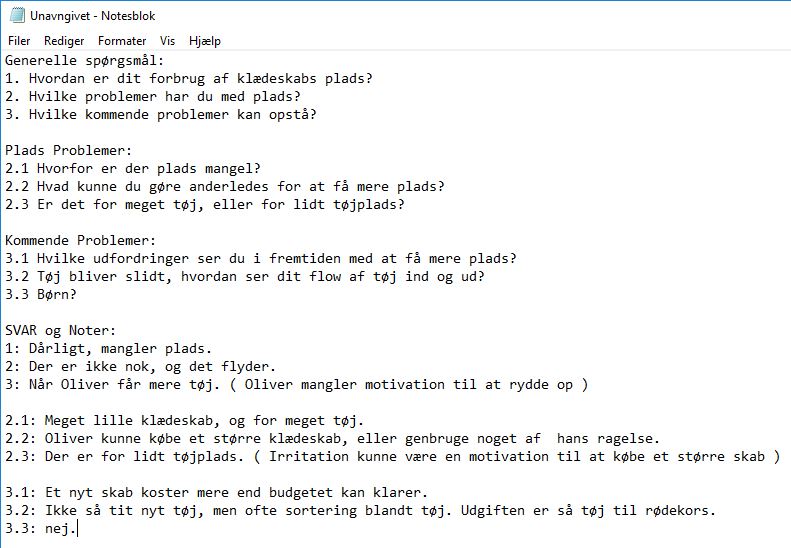 Unavngivet - Notesblok
Filer Rediger Formater Vis Hjælp
Generelle spørgsmål:
1. Hvordan er dit forbrug af klædeskabs plads?
2. Hvilke problemer har du med plads?
3. Hvilke kommende problemer kan opstå?

Plads Problemer:
2.1 Hvorfor er der plads mangel?
2.2 Hvad kunne du gøre anderledes for at få mere plads?
2.3 Er det for meget tøj, eller for lidt tøjplads?

Kommende Problemer:
3.1 Hvilke udfordringer ser du i fremtiden med at få mere plads?
3.2 Tøj bliver slidt, hvordan ser dit flow af tøj ind og ud?
3.3 Børn?

SVAR og Noter:
1: Dårligt, mangler plads.
2: Der er ikke nok, og det flyder.
3: Når Oliver får mere tøj. ( Oliver mangler motivation til at rydde op )

2.1: Meget lille klædeskab, og for meget tøj.
2.2: Oliver kunne købe et større klædeskab, eller genbruge noget af  hans ragelse.
2.3: Der er for lidt tøjplads. ( Irritation kunne være en motivation til at købe et større skab )

3.1: Et nyt skab koster mere end budgetet kan klarer.
3.2: Ikke så tit nyt tøj, men ofte sortering blandt tøj. Udgiften er så tøj til rødekors.
3.3: nej.